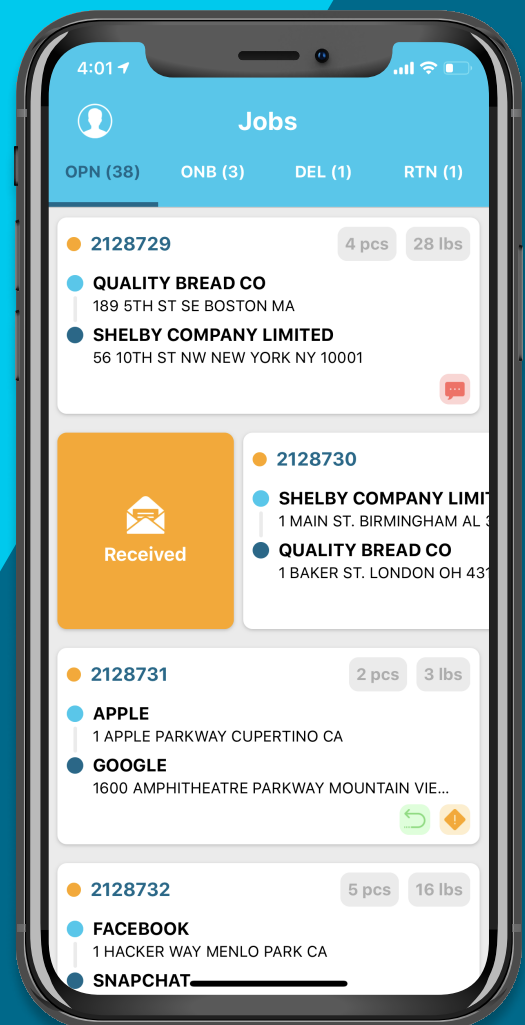 4:01
Jobs
OPN (38) ONB (3) DEL (1) RTN (1)
2128729 4 pcs 28 lbs
QUALITY BREAD CO
189 5TH ST SE BOSTON MA
SHELBY COMPANY LIMITED
56 10TH ST NW NEW YORK NY 10001
Received
2128730
SHELBY COMPANY LIMIT
1 MAIN ST. BIRMINGHAM AL
QUALITY BREAD CO
1 BAKER ST. LONDON OH 431
2128731 2 pcs 3 lbs
APPLE
1 APPLE PARKWAY CUPERTINO CA
GOOGLE
1600 AMPHITHEATRE PARKWAY MOUNTAIN VIE...
2128732 5 pcs 16 lbs
FACEBOOK
1 HACKER WAY MENLO PARK CA
SNAPCHAT